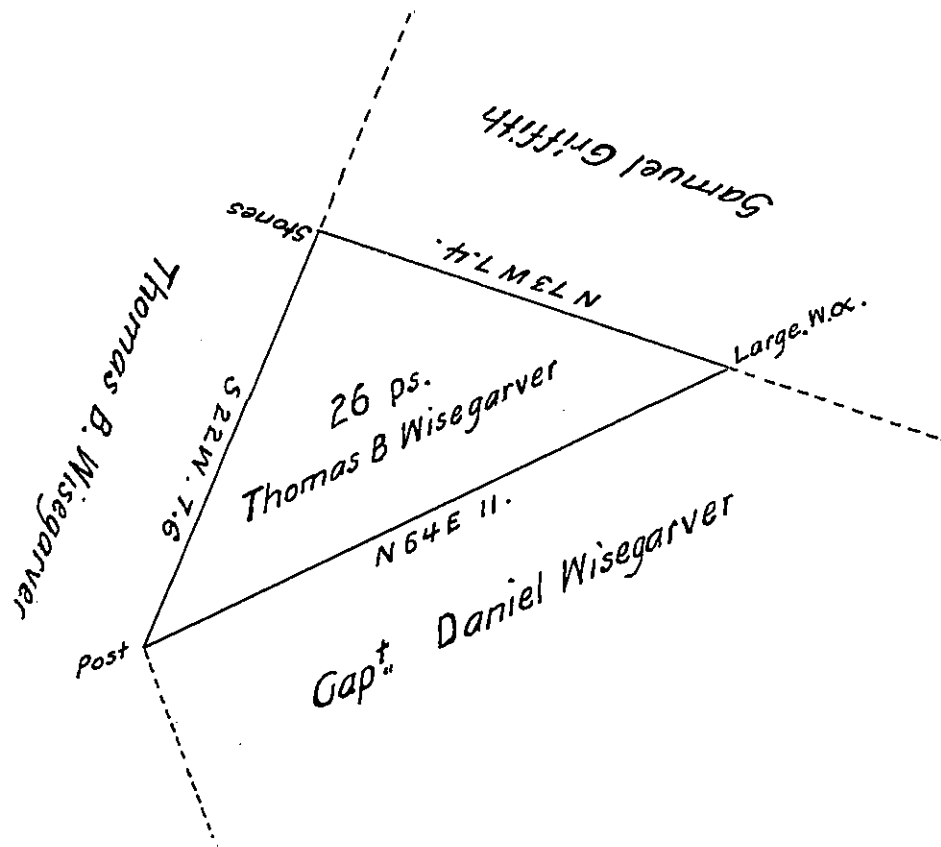 Samuel Griffith
Stones
N 73 W 7.4.
Large.W.O.
Thomas B. Wisegarver
S 22 W. 7.6
26 ps.
Thomas B Wisegarver
N 64 E 11.
Post
Capt. Daniel Wisegarver